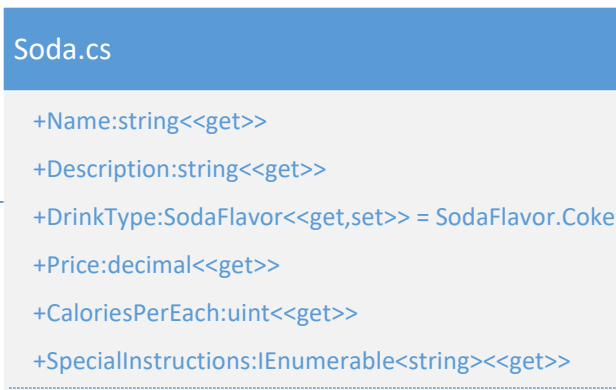 Soda.cs
+Name:string<<get>>
+Description:string<<get>>
+DrinkType:SodaFlavor<<get,set>> = SodaFlavor.Coke
+Price:decimal<<get>>
+CaloriesPerEach:uint<<get>>
+SpecialInstructions:IEnumerable<string><<get>>